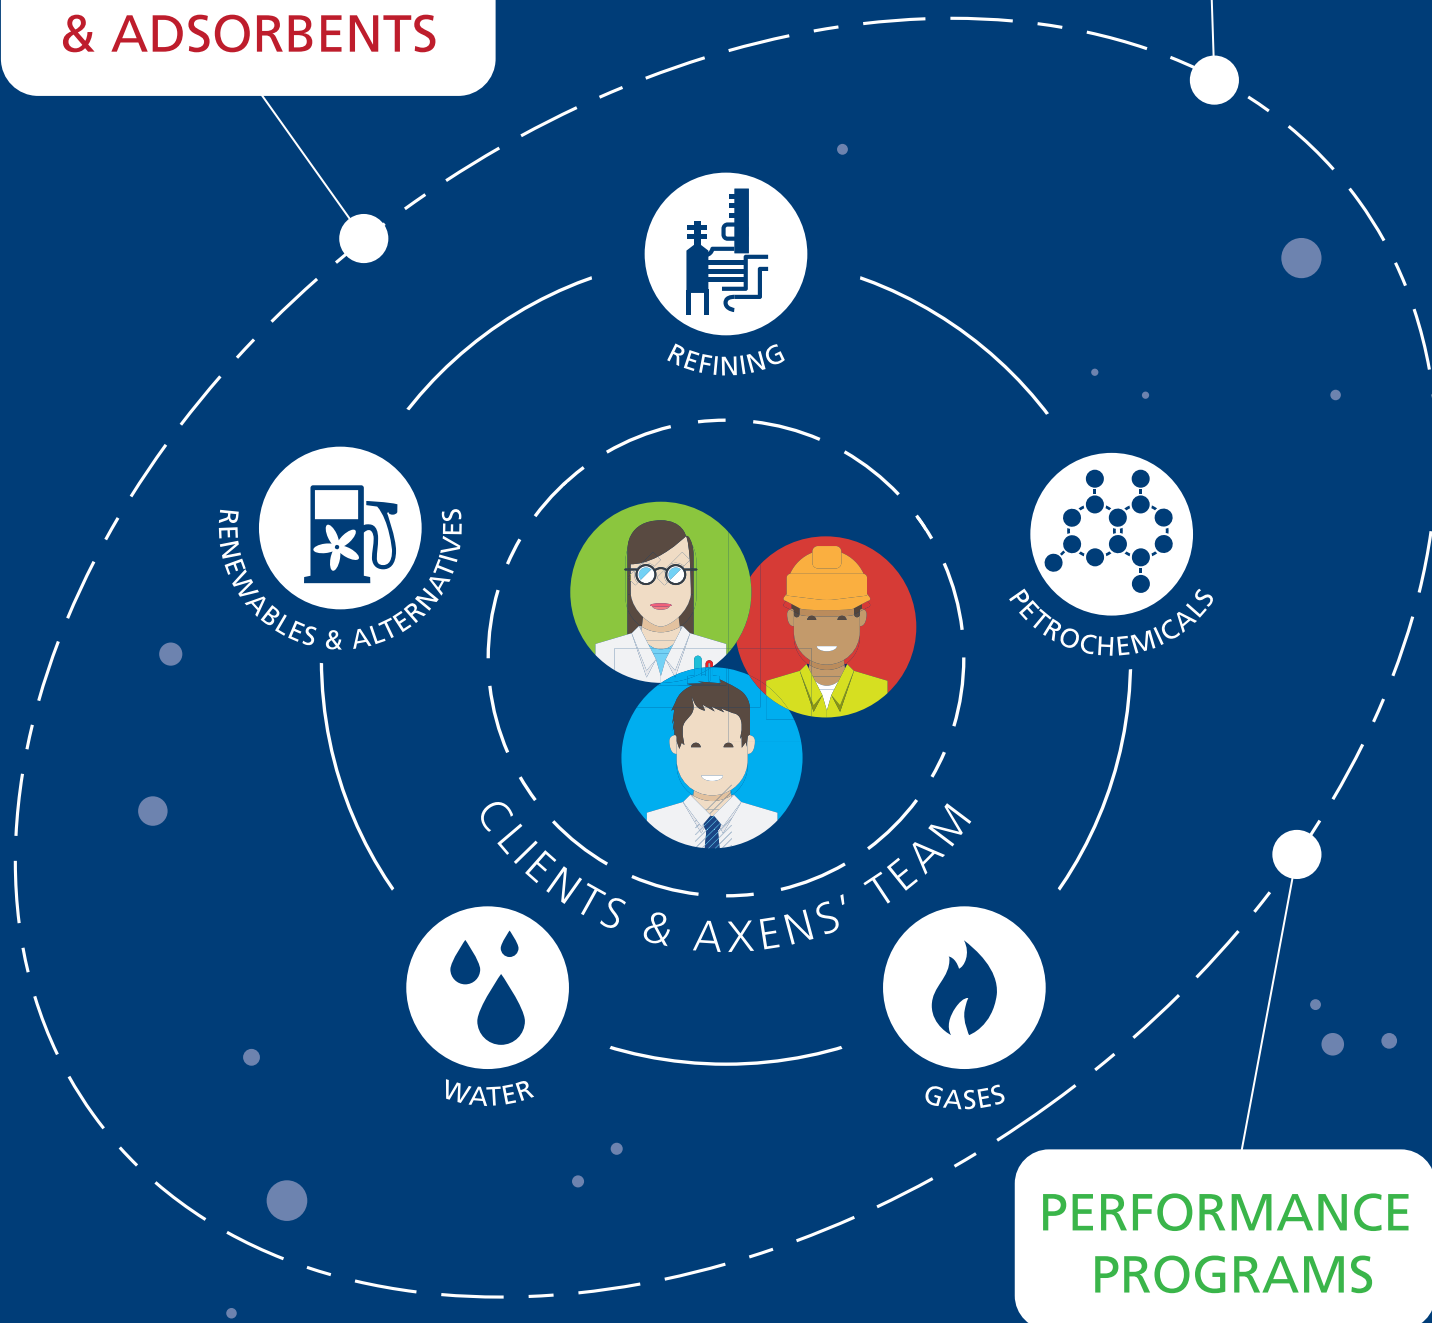 & ADSORBENTS
REFINING
RENEWABLES & ALTERNATIVES
PETROCHEMICALS
CLIENTS & AXENS’ TEAM
WATER
GASES
PERFORMANCE
PROGRAMS